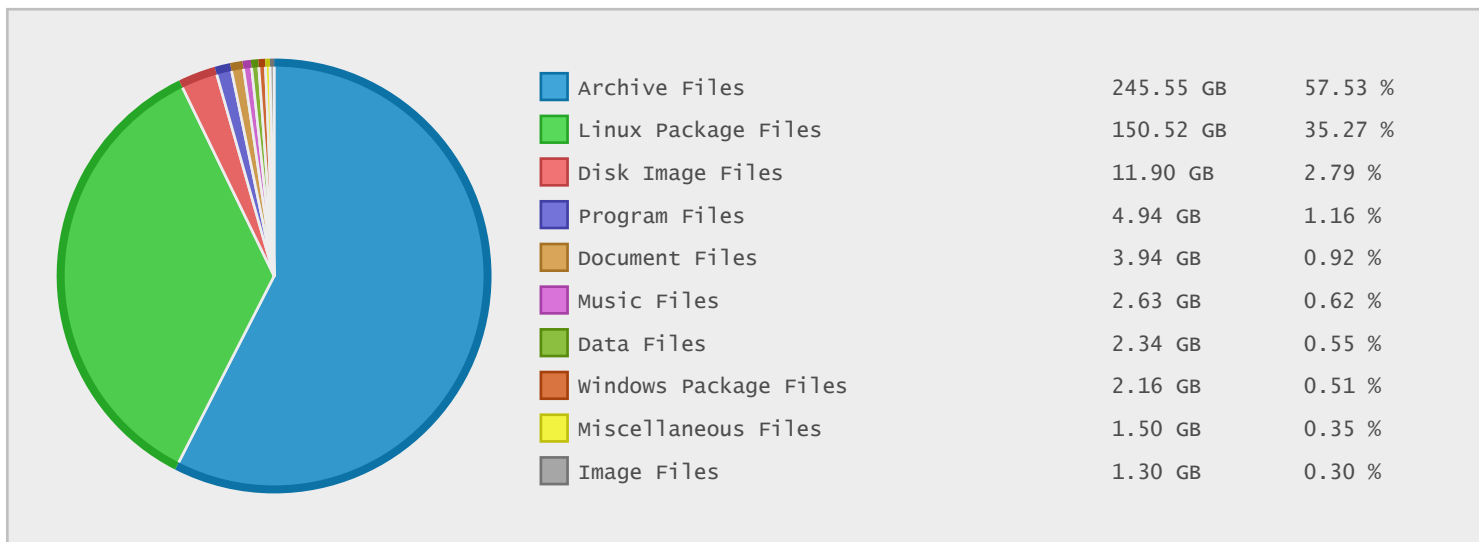 Archive Files 245.55 GB 57.53 %
Linux Package Files 150.52 GB 35.27 %
Disk Image Files 11.90 GB 2.79 %
Program Files 4.94 GB 1.16 %
Document Files 3.94 GB 0.92 %
Music Files 2.63 GB 0.62 %
Data Files 2.34 GB 0.55 %
Windows Package Files 2.16 GB 0.51 %
Miscellaneous Files 1.50 GB 0.35 %
Image Files 1.30 GB 0.30 %